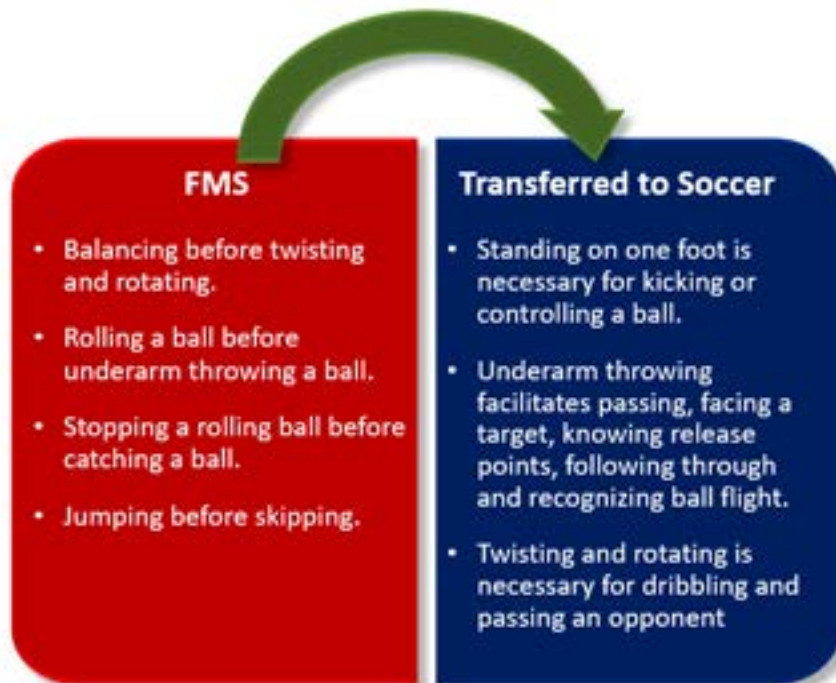 FMS
• Balancing before twisting
and rotating.
• Rolling a ball before
underarm throwing a ball.
• Stopping a rolling ball before
catching a ball.
• Jumping before skipping.
Transferred to Soccer
• Standing on one foot is
necessary for kicking or
controlling a ball.
• Underarm throwing
facilitates passing, facing a
target, knowing release
points, following through
and recognizing ball flight.
• Twisting and rotating is
necessary for dribbling and
passing an opponent